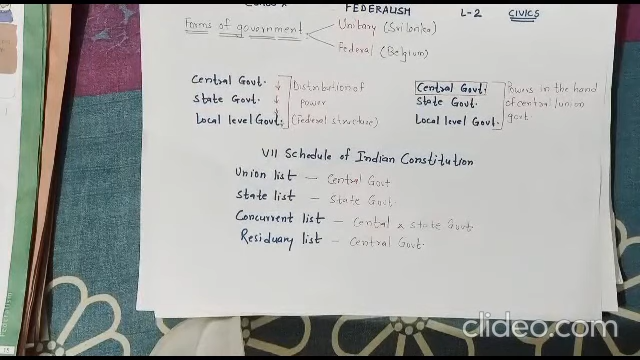 FEDERALISM L-2 CIVICS
Forms of government
Unitary (Srilanka)
Federal (Belgium)
Central Govt.
State Govt.
Local level Govt.
Distribution of
power
(Federal structure)
Central Govt.
State Govt.
Local level Govt.
Powers in the hand
of central/union
govt
VII Schedule of Indian Constitution
Union list — Central Govt
State list — State Govt.
Concurrent list — Central & State Govt.
Residuary list — Central Govt.
clideo.com